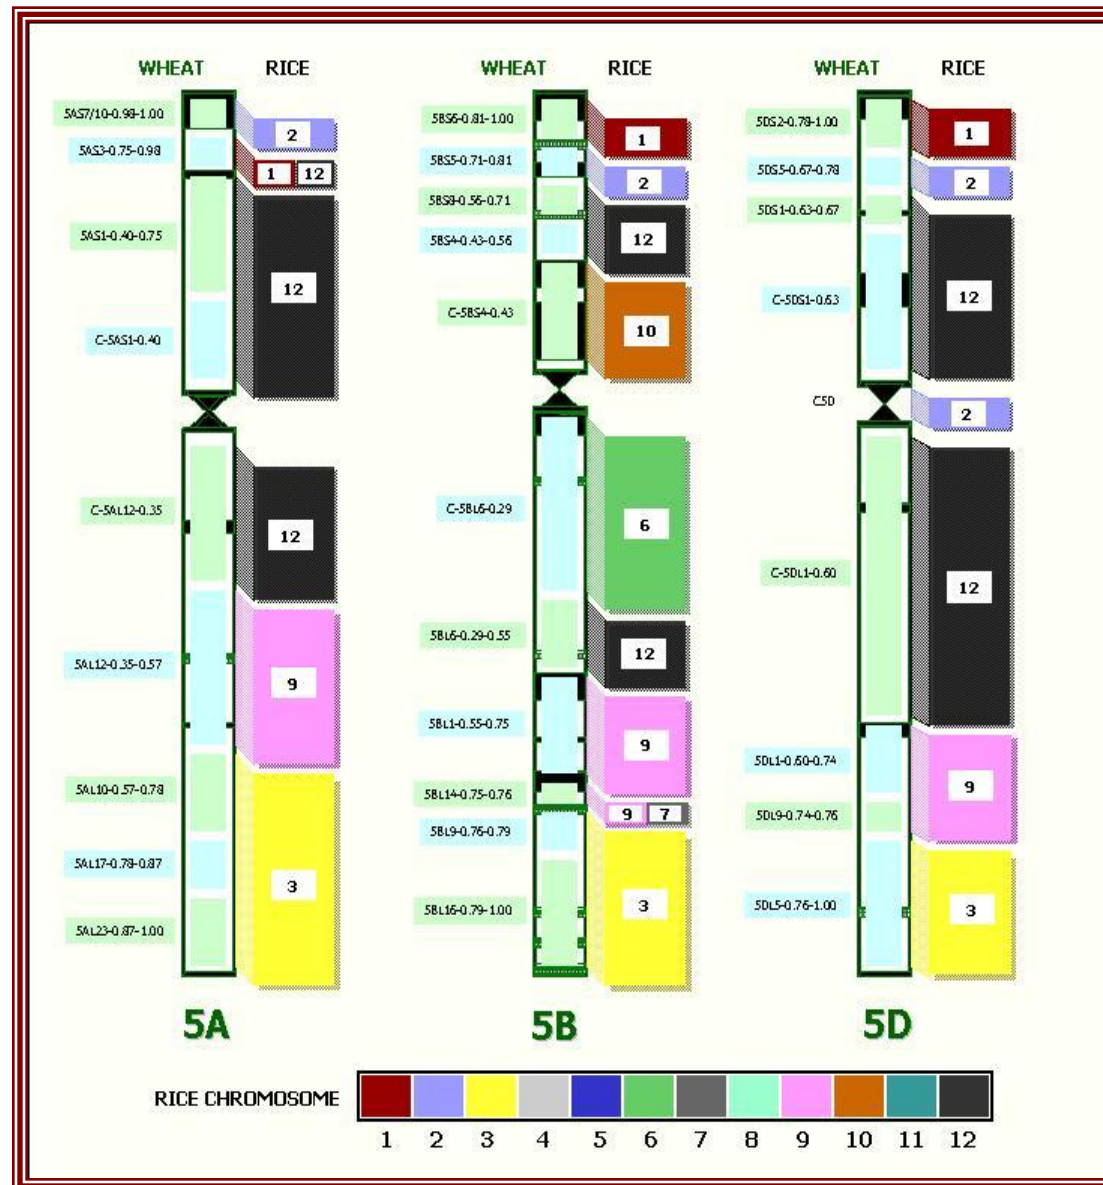 WHEAT RICE
5AS7/10-0.98-1.00
2
5AS3-0.75-0.98
1 12
5AS1-0.40-0.75
12
C-5AS1-0.40
C-5AL12-0.35
12
5AL12-0.35-0.57
9
5AL10-0.57-0.78
5AL17-0.78-0.87
3
5AL23-0.87-1.00
5A
WHEAT RICE
5BS6-0.81-1.00
1
5BS5-0.71-0.81
2
5BS8-0.56-0.71
5BS4-0.43-0.56
12
C-5BS4-0.43
10
C-5BL6-0.29
6
5BL6-0.29-0.55
12
5BL1-0.55-0.75
9
5BL14-0.75-0.76
9 7
5BL9-0.76-0.79
5BL16-0.79-1.00
3
5B
WHEAT RICE
5DS2-0.78-1.00
1
5DS5-0.67-0.78
2
5DS1-0.63-0.67
C-5DS1-0.63
12
C5D
2
C-5DL1-0.60
12
5DL1-0.60-0.74
9
5DL9-0.74-0.76
5DL5-0.76-1.00
3
5D
RICE CHROMOSOME
1 2 3 4 5 6 7 8 9 10 11 12